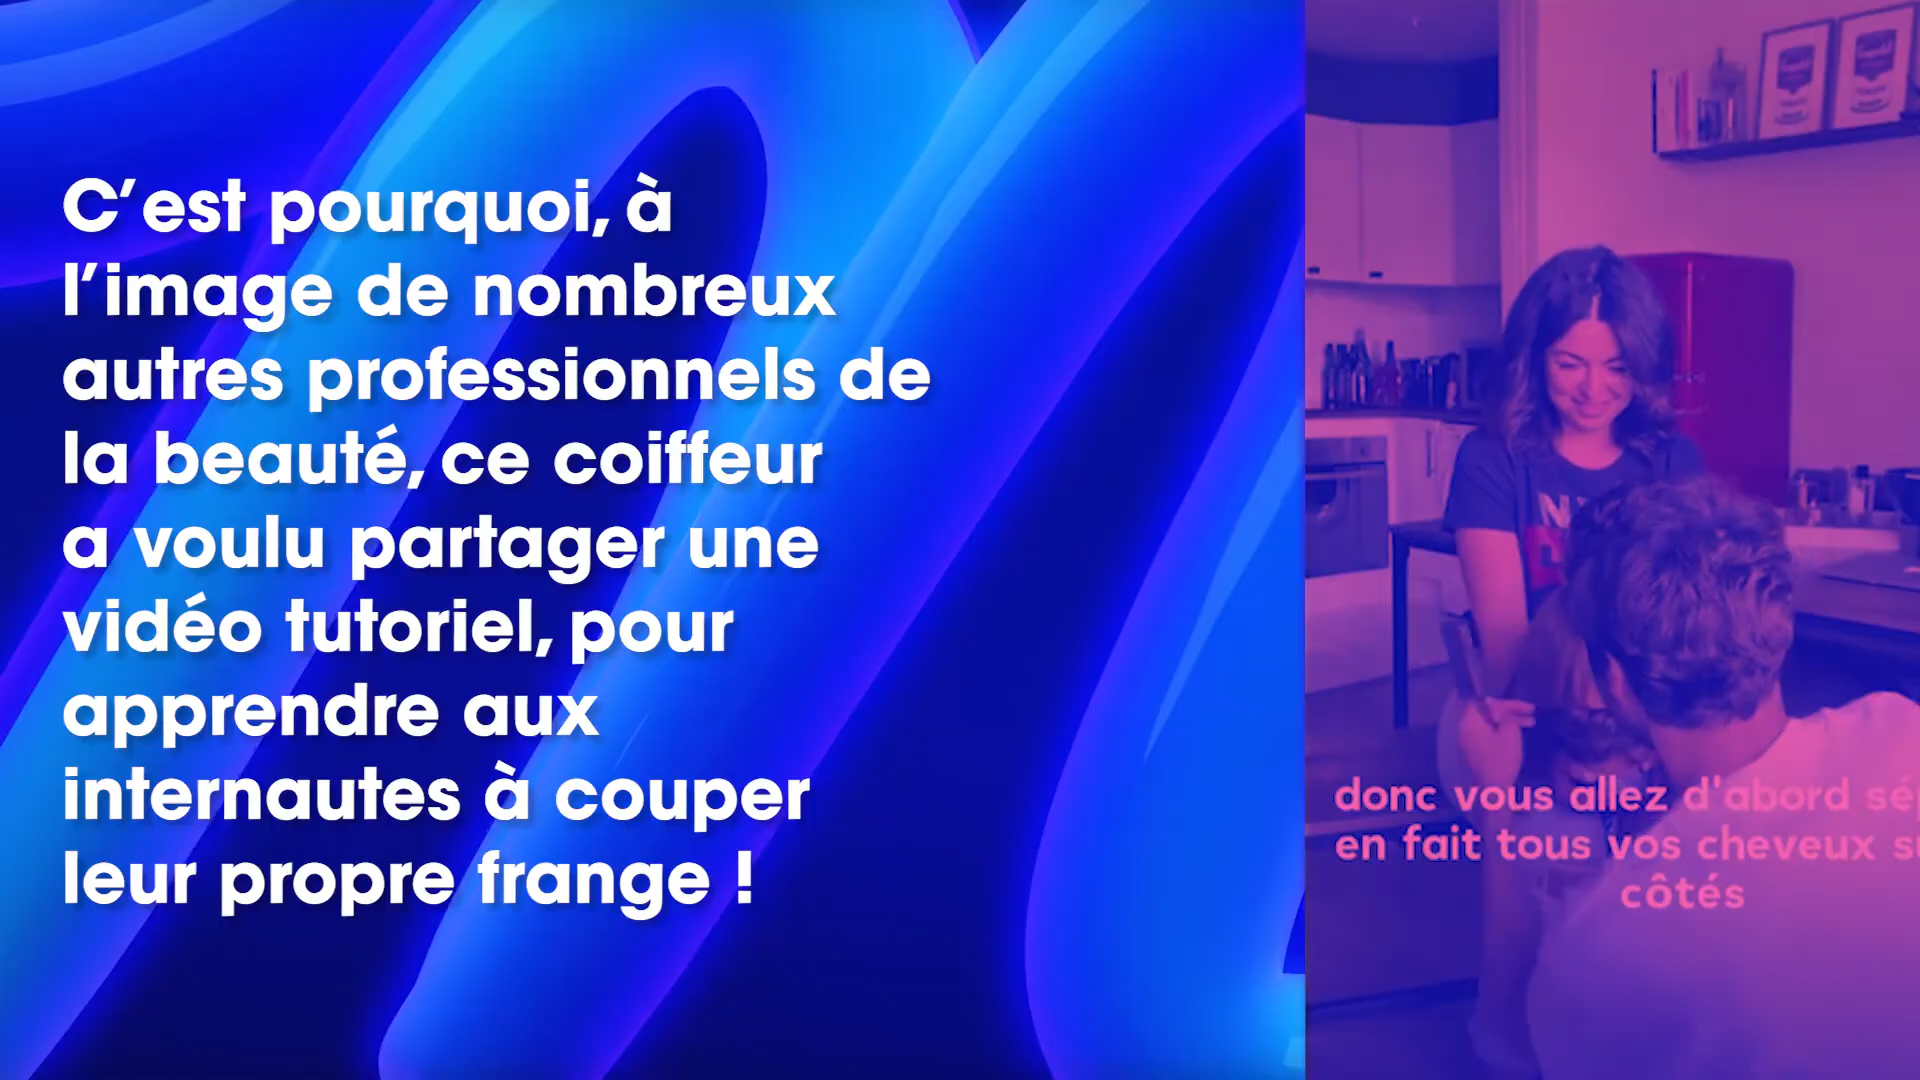 C’est pourquoi, à
l’image de nombreux
autres professionnels de
la beauté, ce coiffeur
a voulu partager une
vidéo tutoriel, pour
apprendre aux
internautes à couper
leur propre frange !
donc vous allez d'abord
en fait tous vos cheveux
côtés